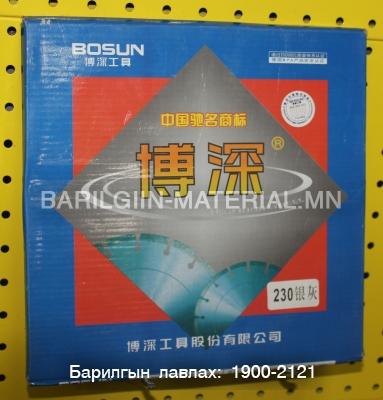 BOSUN
博深工具
中国驰名商标
博深®
BARILGIIN-MATERIAL.MN
230银灰
博深工具股份有限公司
Барилгын лавлах: 1900-2121